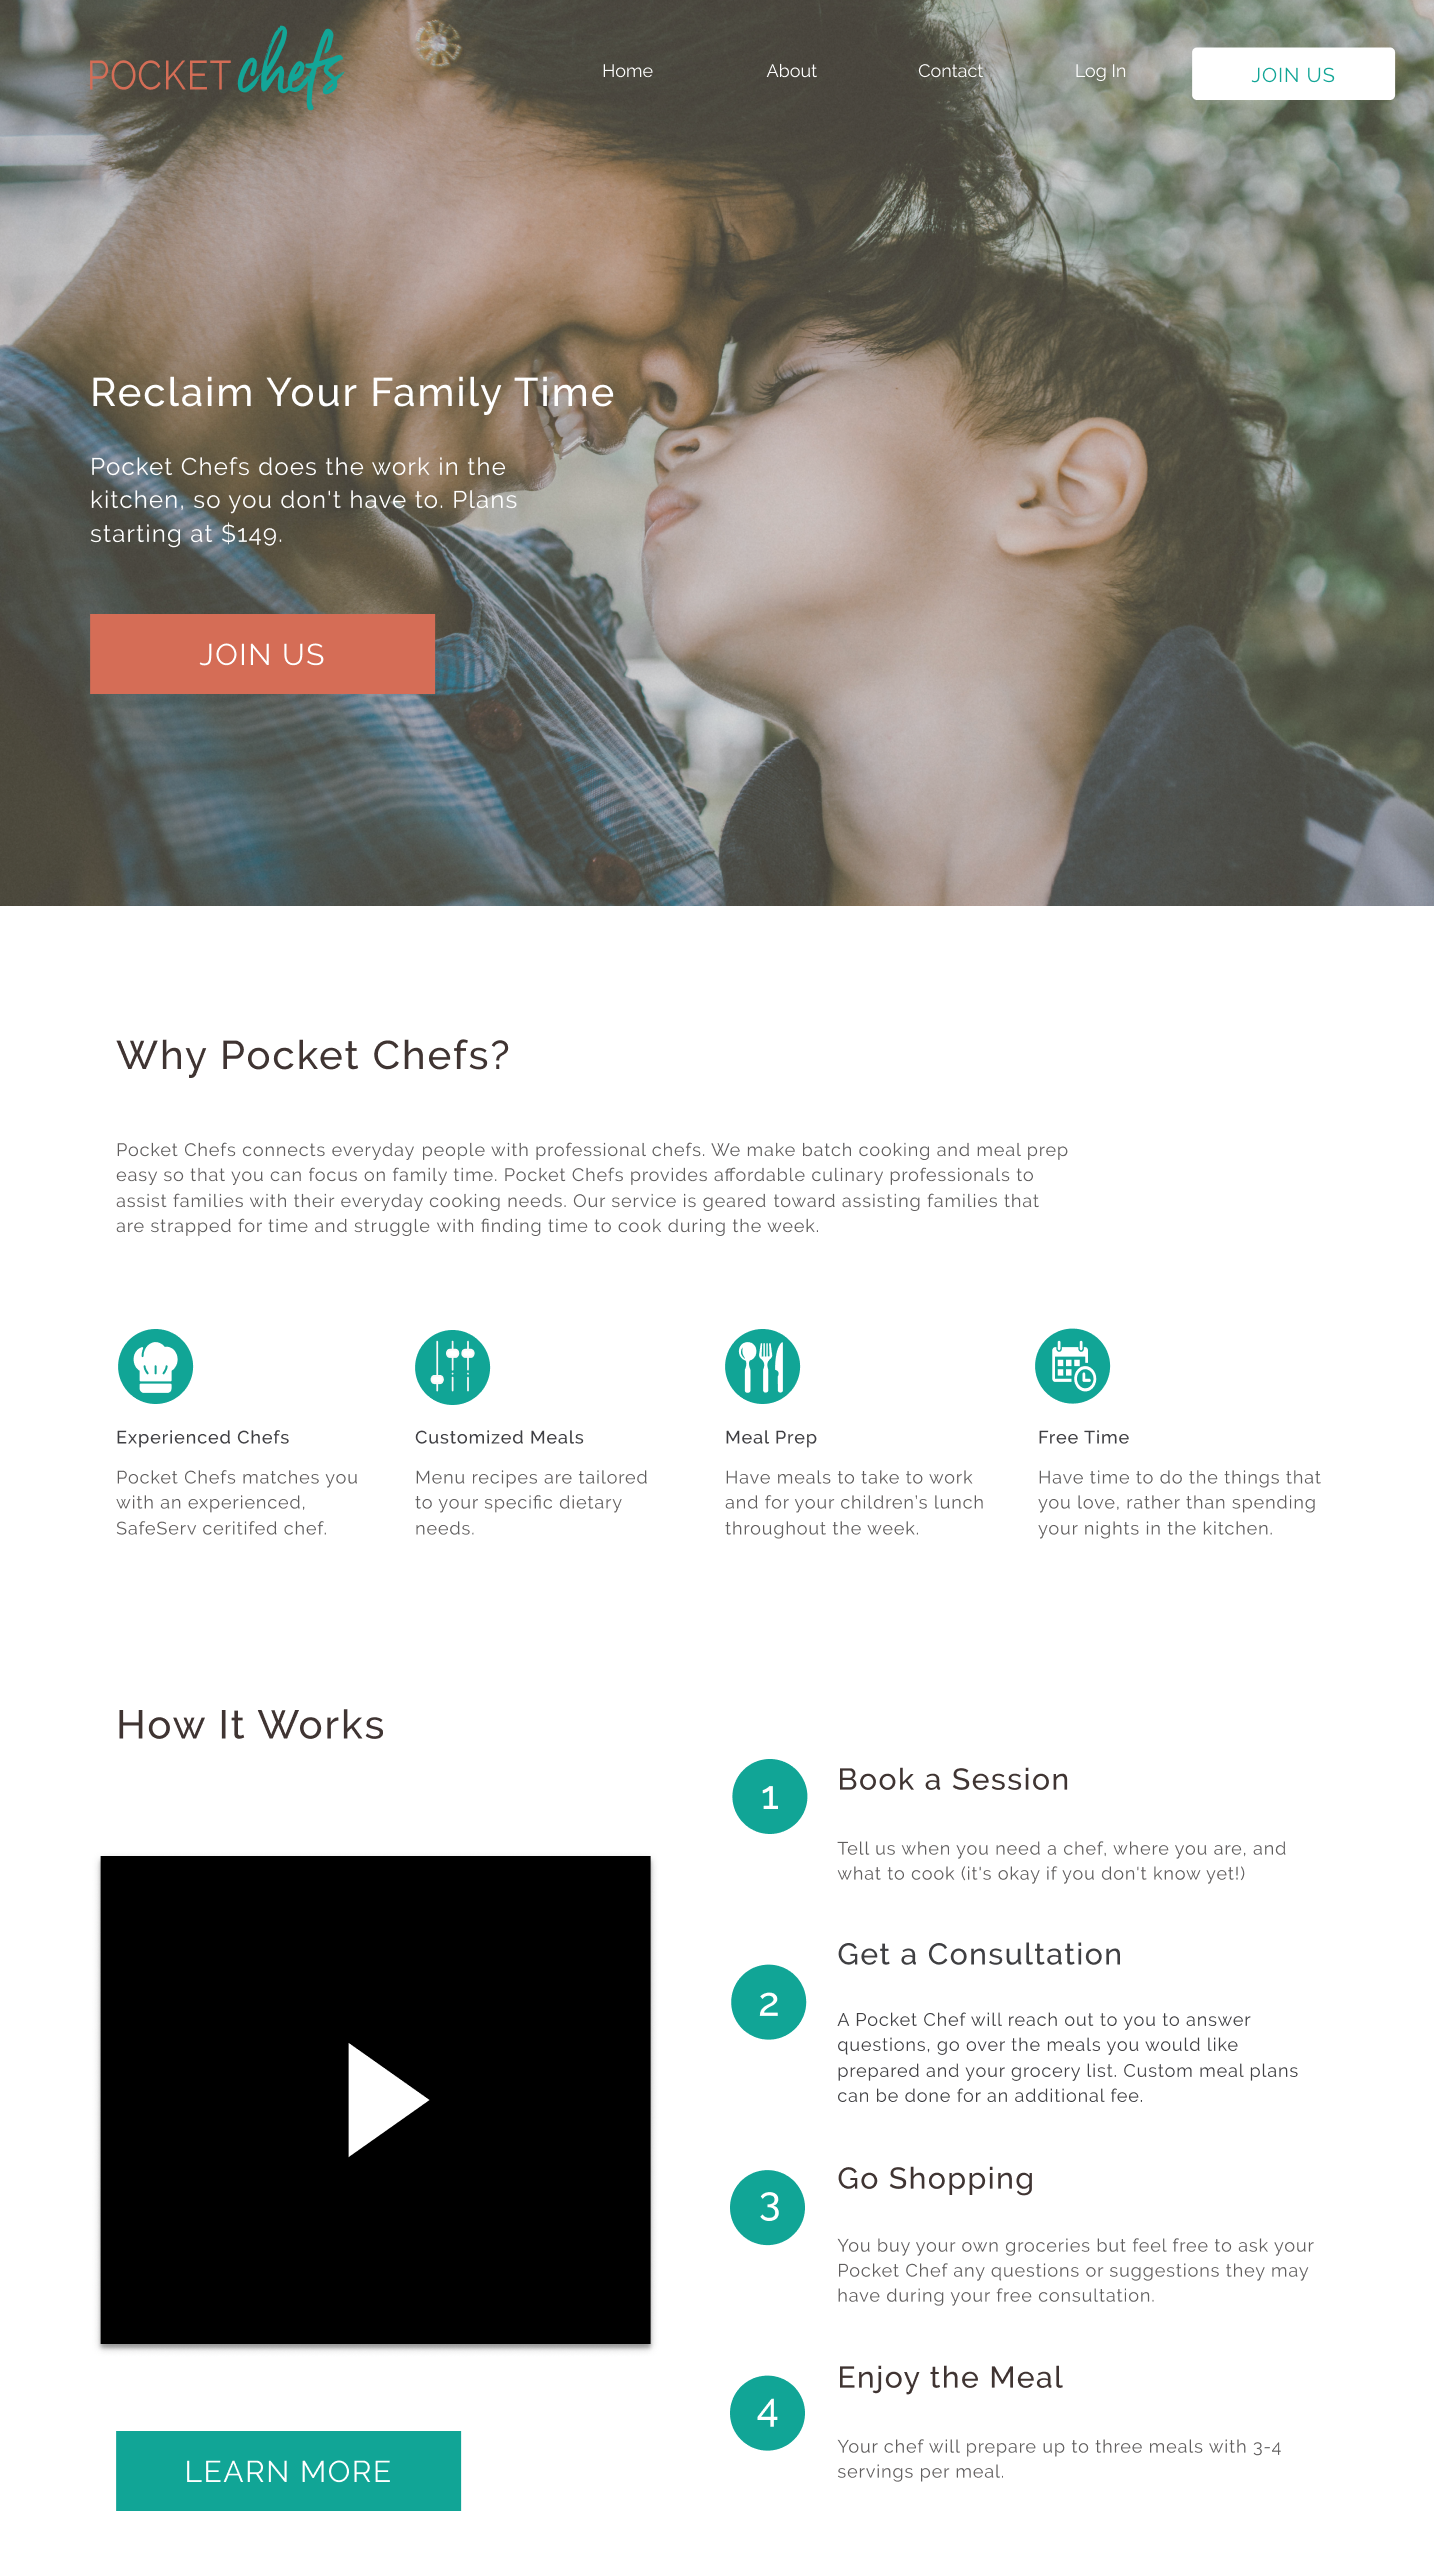 POCKET chefs
Home
About
Contact
Log In
JOIN US
Reclaim Your Family Time
Pocket Chefs does the work in the
kitchen, so you don't have to. Plans
starting at $149.
JOIN US
Why Pocket Chefs?
Pocket Chefs connects everyday people with professional chefs. We make batch cooking and meal prep
easy so that you can focus on family time. Pocket Chefs provides affordable culinary professionals to
assist families with their everyday cooking needs. Our service is geared toward assisting families that
are strapped for time and struggle with finding time to cook during the week.
Experienced Chefs
Pocket Chefs matches you
with an experienced,
SafeServ ceritifed chef.
Customized Meals
Menu recipes are tailored
to your specific dietary
needs.
Meal Prep
Have meals to take to work
and for your children's lunch
throughout the week.
Free Time
Have time to do the things that
you love, rather than spending
your nights in the kitchen.
How It Works
1
Book a Session
Tell us when you need a chef, where you are, and
what to cook (it's okay if you don't know yet!)
2
Get a Consultation
A Pocket Chef will reach out to you to answer
questions, go over the meals you would like
prepared and your grocery list. Custom meal plans
can be done for an additional fee.
3
Go Shopping
You buy your own groceries but feel free to ask your
Pocket Chef any questions or suggestions they may
have during your free consultation.
4
Enjoy the Meal
Your chef will prepare up to three meals with 3-4
servings per meal.
LEARN MORE